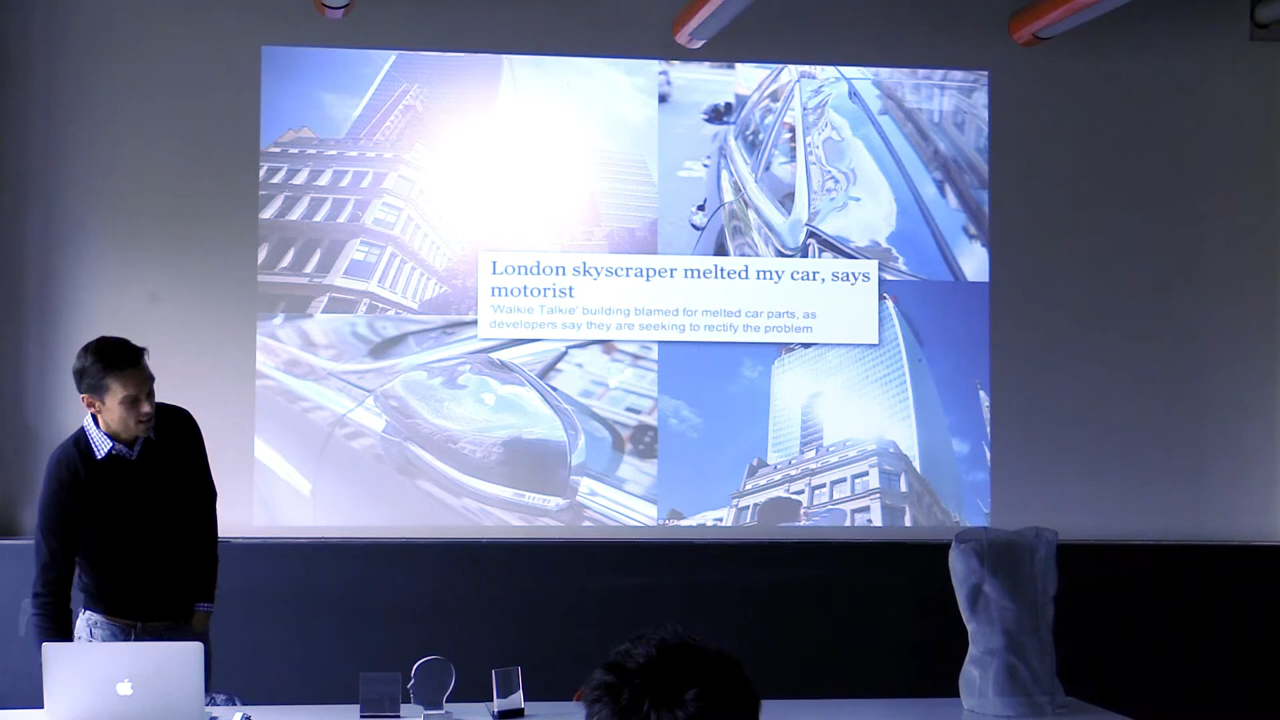 London skyscraper melted my car, says
motorist
'Walkie Talkie' building blamed for melted car parts, as
developers say they are seeking to rectify the problem